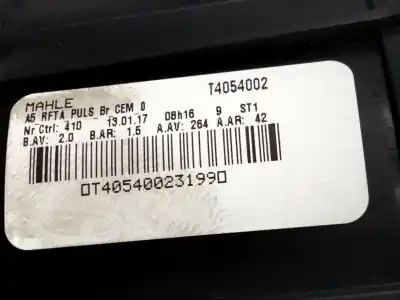 MAHLE T4054002
A5 RFTA PULS Br CEM 0
Nr Ctrl: 410 - 13.01.17 08h16 9 ST1
B.AV: 2.0 B.AR: 1.5 A.AV: 264 A.AR: 42
T40540023199